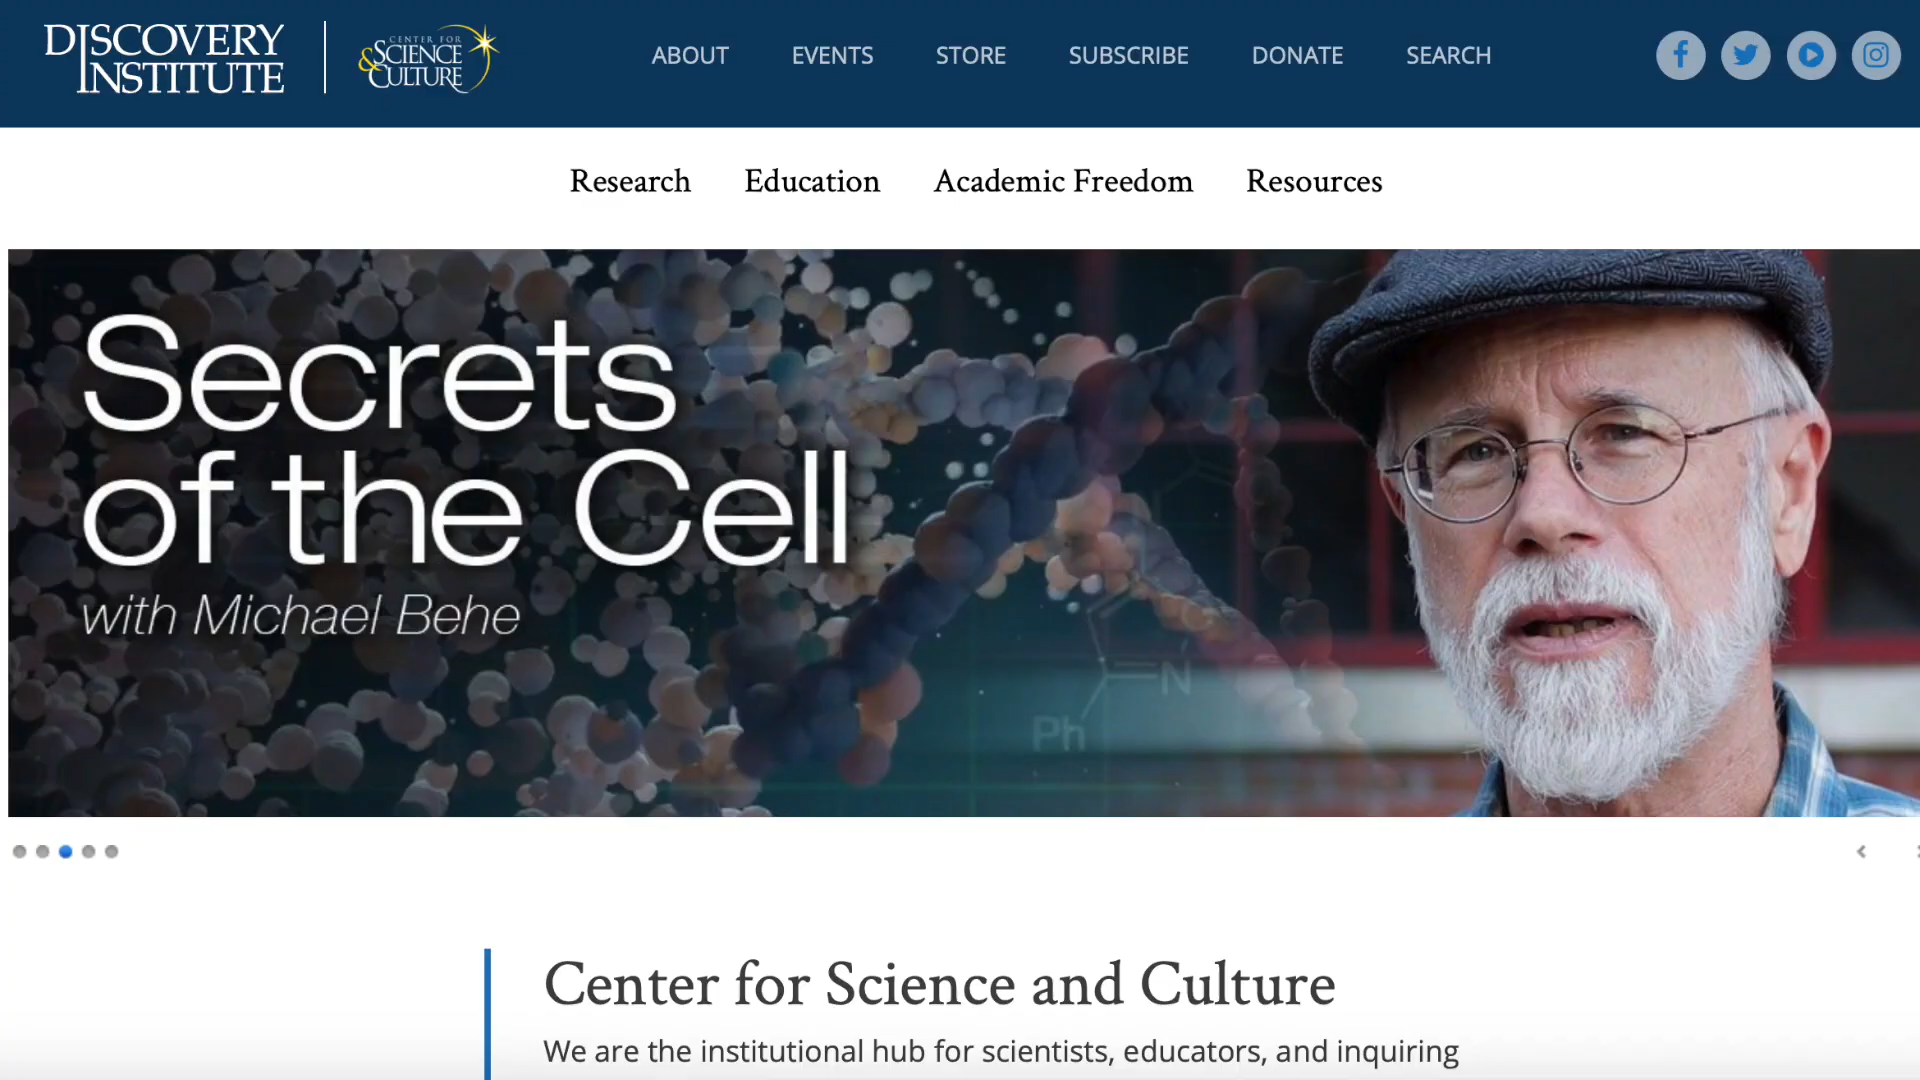 DISCOVERY
INSTITUTE
CENTER FOR
SCIENCE
& CULTURE
ABOUT EVENTS STORE SUBSCRIBE DONATE SEARCH
Research Education Academic Freedom Resources
Secrets
of the Cell
with Michael Behe
N
Ph
Center for Science and Culture
We are the institutional hub for scientists, educators, and inquiring